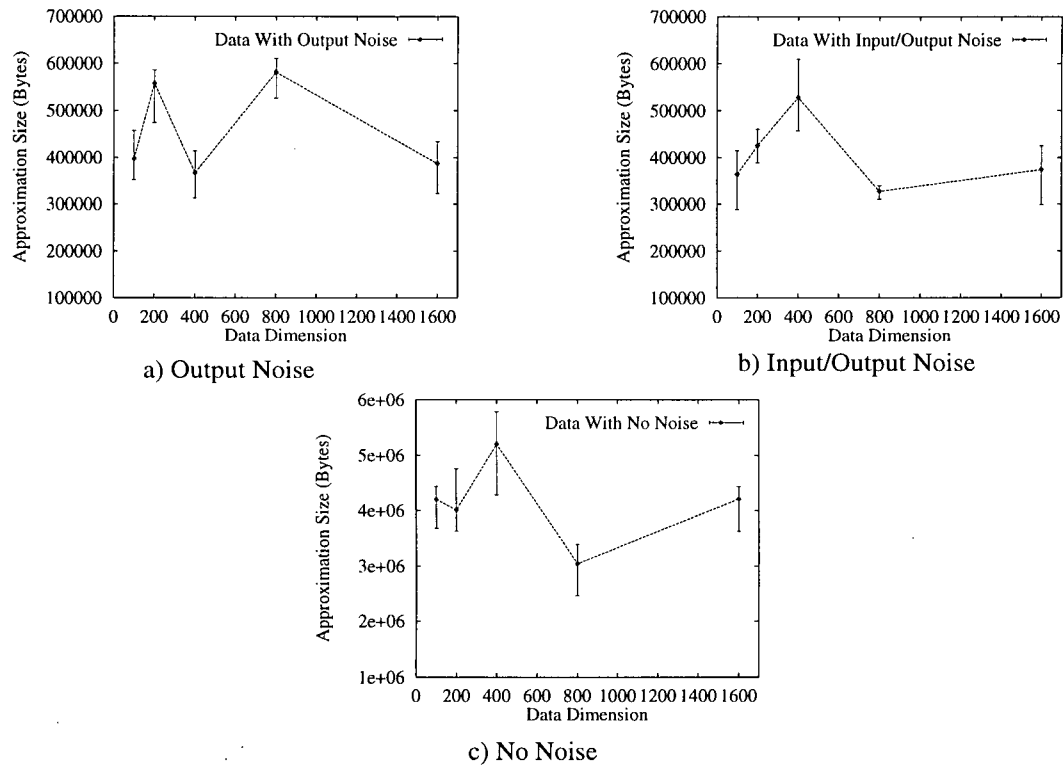 700000
600000
500000
400000
300000
200000
100000
Approximation Size (Bytes)
Data With Output Noise
0 200 400 600 800 1000 1200 1400 1600
Data Dimension
a) Output Noise
700000
600000
500000
400000
300000
200000
100000
Approximation Size (Bytes)
Data With Input/Output Noise
0 200 400 600 800 1000 1200 1400 1600
Data Dimension
b) Input/Output Noise
6e+06
5e+06
4e+06
3e+06
2e+06
1e+06
Approximation Size (Bytes)
Data With No Noise
0 200 400 600 800 1000 1200 1400 1600
Data Dimension
c) No Noise